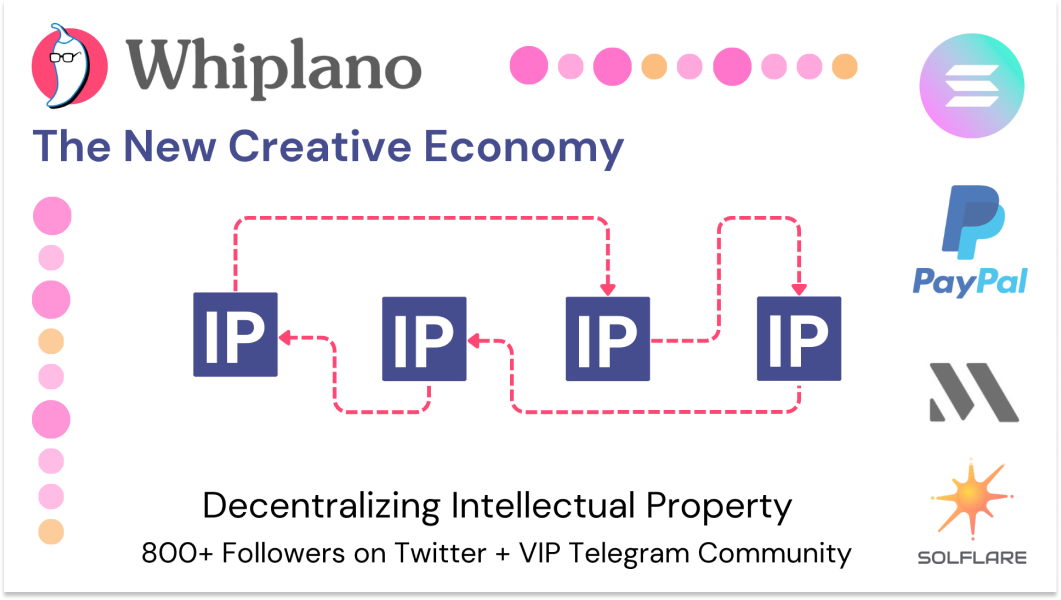 Whiplano
The New Creative Economy
PayPal
IP IP IP IP
SOLFLARE
Decentralizing Intellectual Property
800+ Followers on Twitter + VIP Telegram Community